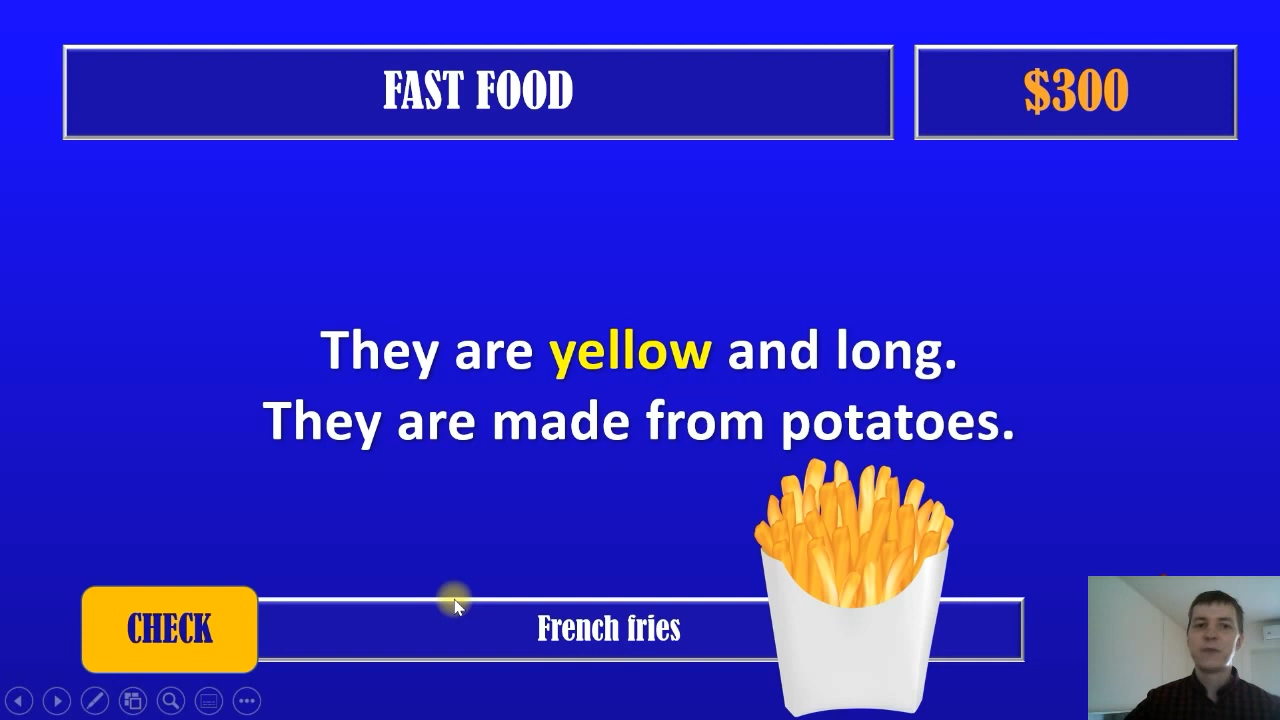 FAST FOOD
$300
They are yellow and long.
They are made from potatoes.
CHECK
French fries